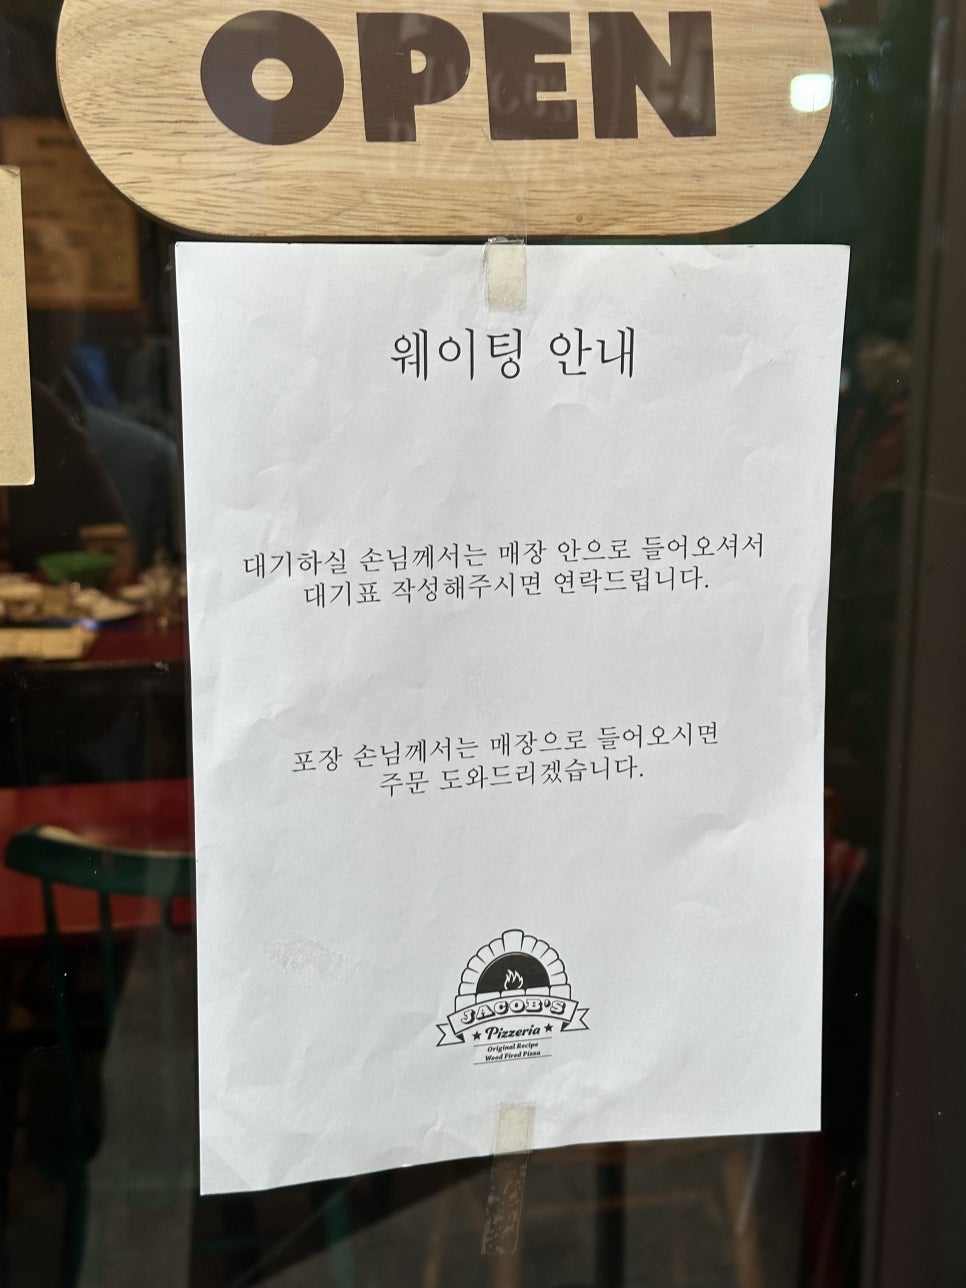 OPEN
웨이팅 안내
대기하실 손님께서는 매장 안으로 들어오셔서
대기표 작성해주시면 연락드립니다.
포장 손님께서는 매장으로 들어오시면
주문 도와드리겠습니다.
JACOB'S
Pizzeria
Original Recipe
Wood Fired Pizza